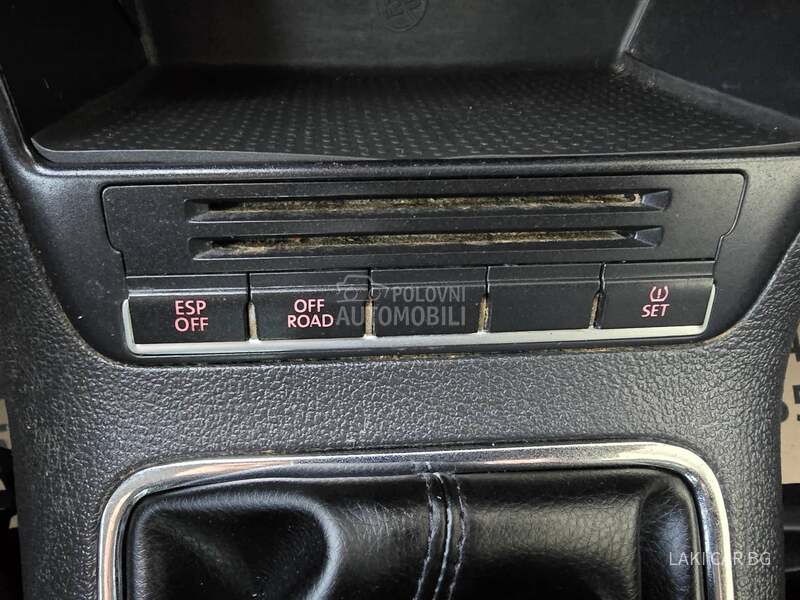 ESP
OFF
OFF
ROAD
POLOVNI
AUTOMOBILI
SET
LAKI CAR BG